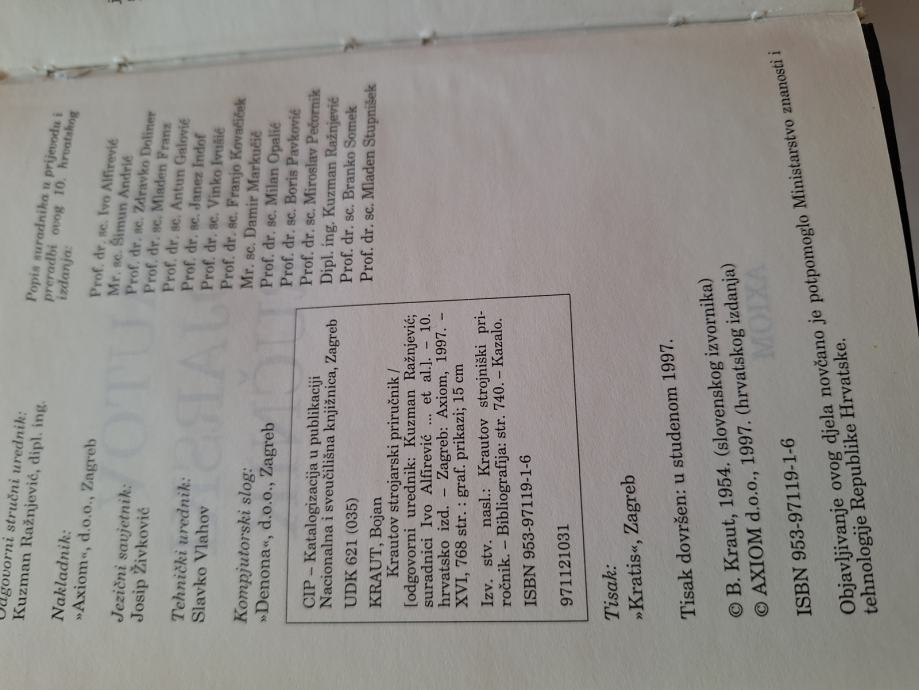 Odgovorni stručni urednik:
Kuzman Ražnjević, dipl. ing.
Nakladnik:
»Axiom«, d.o.o., Zagreb
Jezični savjetnik:
Josip Živković
Tehnički urednik:
Slavko Vlahov
Kompjutorski slog:
»Denona«, d.o.o., Zagreb
Popis suradnika u prijevodu i
preradbi ovog 10. hrvatskog
izdanja:
Prof. dr. sc. Ivo Alfirević
Mr. sc. Šimun Andrić
Prof. dr. sc. Zdravko Doliner
Prof. dr. sc. Mladen Franz
Prof. dr. sc. Antun Galović
Prof. dr. sc. Janez Indof
Prof. dr. sc. Vinko Ivušić
Prof. dr. sc. Franjo Kovačiček
Mr. sc. Damir Markučič
Prof. dr. sc. Milan Opalić
Prof. dr. sc. Boris Pavković
Prof. dr. sc. Miroslav Pečornik
Dipl. ing. Kuzman Ražnjević
Prof. dr. sc. Branko Somek
Prof. dr. sc. Mladen Stupnišek
CIP – Katalogizacija u publikaciji
Nacionalna i sveučilišna knjižnica, Zagreb
UDK 621 (035)
KRAUT, Bojan
Krautov strojarski priručnik /
[odgovorni urednik: Kuzman Ražnjević;
suradnici Ivo Alfirević ... et al.]. – 10.
hrvatsko izd. – Zagreb: Axiom, 1997. –
XVI, 768 str. : graf. prikazi; 15 cm
Izv. stv. nasl.: Krautov strojniški pri-
ročnik. – Bibliografija: str. 740. – Kazalo.
ISBN 953-97119-1-6
971121031
Tisak:
»Kratis«, Zagreb
Tisak dovršen: u studenom 1997.
© B. Kraut, 1954. (slovenskog izvornika)
© AXIOM d.o.o., 1997. (hrvatskog izdanja)
ISBN 953-97119-1-6
Objavljivanje ovog djela novčano je potpomoglo Ministarstvo znanosti i
tehnologije Republike Hrvatske.